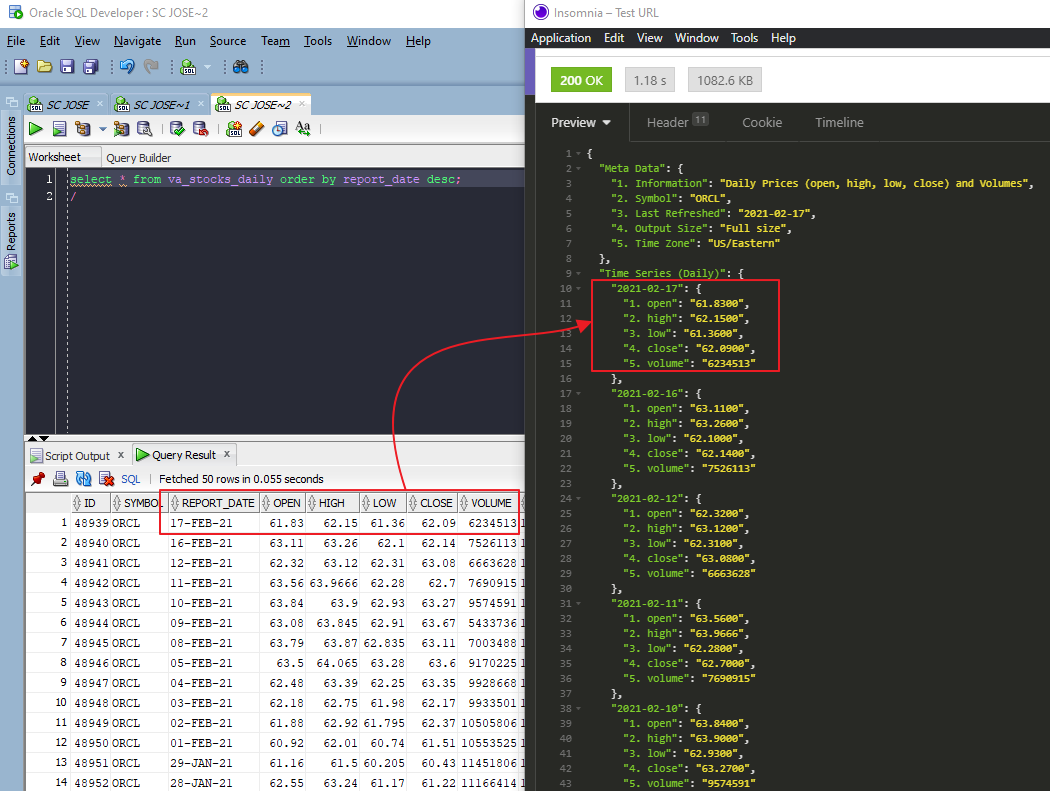 Oracle SQL Developer : SC JOSE~2
File Edit View Navigate Run Source Team Tools Window Help
SC JOSE SC JOSE~1 SC JOSE~2
Connections
Reports
Worksheet Query Builder
1 select * from va_stocks_daily order by report_date desc;
2 /
Script Output x Query Result x
SQL | Fetched 50 rows in 0.055 seconds
ID SYMBOL REPORT_DATE OPEN HIGH LOW CLOSE VOLUME
1 48939 ORCL 17-FEB-21 61.83 62.15 61.36 62.09 6234513
2 48940 ORCL 16-FEB-21 63.11 63.26 62.1 62.14 7526113
3 48941 ORCL 12-FEB-21 62.32 63.12 62.31 63.08 6663628
4 48942 ORCL 11-FEB-21 63.56 63.9666 62.28 62.7 7690915
5 48943 ORCL 10-FEB-21 63.84 63.9 62.93 63.27 9574591
6 48944 ORCL 09-FEB-21 63.08 63.845 62.91 63.67 5433736
7 48945 ORCL 08-FEB-21 63.79 63.87 62.835 63.11 7003488
8 48946 ORCL 05-FEB-21 63.5 64.065 63.28 63.6 9170225
9 48947 ORCL 04-FEB-21 62.48 63.39 62.25 63.35 9928668
10 48948 ORCL 03-FEB-21 62.18 62.75 61.98 62.17 9933501
11 48949 ORCL 02-FEB-21 61.88 62.92 61.795 62.37 10505806
12 48950 ORCL 01-FEB-21 60.92 62.01 60.74 61.51 10553525
13 48951 ORCL 29-JAN-21 61.16 61.5 60.205 60.43 11451806
14 48952 ORCL 28-JAN-21 62.55 63.24 61.17 61.22 11166414
Insomnia – Test URL
Application Edit View Window Tools Help
200 OK 1.18 s 1082.6 KB
Preview Header 11 Cookie Timeline
1 {
2 "Meta Data": {
3 "1. Information": "Daily Prices (open, high, low, close) and Volumes",
4 "2. Symbol": "ORCL",
5 "3. Last Refreshed": "2021-02-17",
6 "4. Output Size": "Full size",
7 "5. Time Zone": "US/Eastern"
8 },
9 "Time Series (Daily)": {
10 "2021-02-17": {
11 "1. open": "61.8300",
12 "2. high": "62.1500",
13 "3. low": "61.3600",
14 "4. close": "62.0900",
15 "5. volume": "6234513"
16 },
17 "2021-02-16": {
18 "1. open": "63.1100",
19 "2. high": "63.2600",
20 "3. low": "62.1000",
21 "4. close": "62.1400",
22 "5. volume": "7526113"
23 },
24 "2021-02-12": {
25 "1. open": "62.3200",
26 "2. high": "63.1200",
27 "3. low": "62.3100",
28 "4. close": "63.0800",
29 "5. volume": "6663628"
30 },
31 "2021-02-11": {
32 "1. open": "63.5600",
33 "2. high": "63.9666",
34 "3. low": "62.2800",
35 "4. close": "62.7000",
36 "5. volume": "7690915"
37 },
38 "2021-02-10": {
39 "1. open": "63.8400",
40 "2. high": "63.9000",
41 "3. low": "62.9300",
42 "4. close": "63.2700",
43 "5. volume": "9574591"